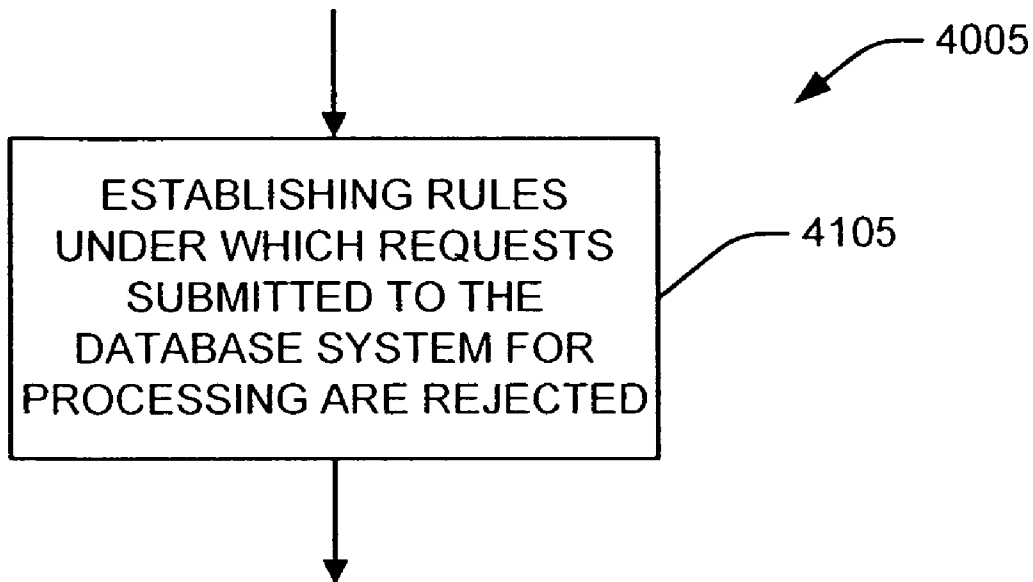 4005
ESTABLISHING RULES
UNDER WHICH REQUESTS
SUBMITTED TO THE
DATABASE SYSTEM FOR
PROCESSING ARE REJECTED
4105